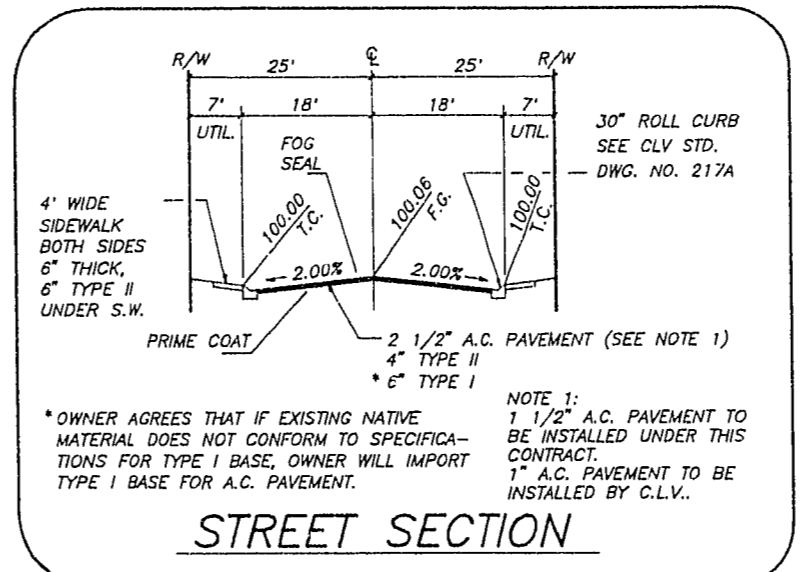 R/W ℄ R/W
25' 25'
7' 18' 18' 7'
UTIL. UTIL.
30" ROLL CURB
SEE CLV STD.
DWG. NO. 217A
FOG
SEAL
4' WIDE
SIDEWALK
BOTH SIDES
6" THICK,
6" TYPE II
UNDER S.W.
100.00
T.C.
100.06
F.G.
100.00
T.C.
2.00% 2.00%
PRIME COAT
2 1/2" A.C. PAVEMENT (SEE NOTE 1)
4" TYPE II
* 6" TYPE I
* OWNER AGREES THAT IF EXISTING NATIVE
MATERIAL DOES NOT CONFORM TO SPECIFICA-
TIONS FOR TYPE I BASE, OWNER WILL IMPORT
TYPE I BASE FOR A.C. PAVEMENT.
NOTE 1:
1 1/2" A.C. PAVEMENT TO
BE INSTALLED UNDER THIS
CONTRACT.
1" A.C. PAVEMENT TO BE
INSTALLED BY C.L.V..
STREET SECTION